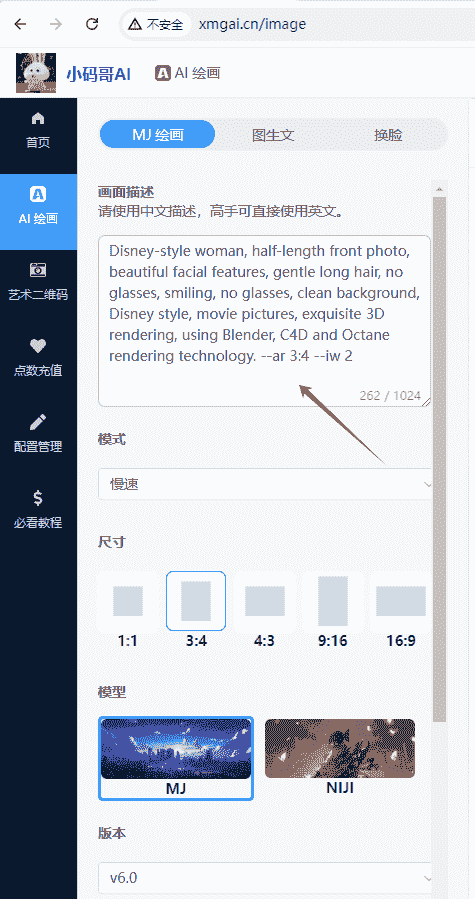 不安全 xmgai.cn/image
小码哥AI AI 绘画
首页
AI 绘画
艺术二维码
点数充值
配置管理
必看教程
MJ 绘画 图生文 换脸
画面描述
请使用中文描述，高手可直接使用英文。
Disney-style woman, half-length front photo,
beautiful facial features, gentle long hair, no
glasses, smiling, no glasses, clean background,
Disney style, movie pictures, exquisite 3D
rendering, using Blender, C4D and Octane
rendering technology. --ar 3:4 --iw 2
262 / 1024
模式
慢速
尺寸
1:1 3:4 4:3 9:16 16:9
模型
MJ NIJI
版本
v6.0